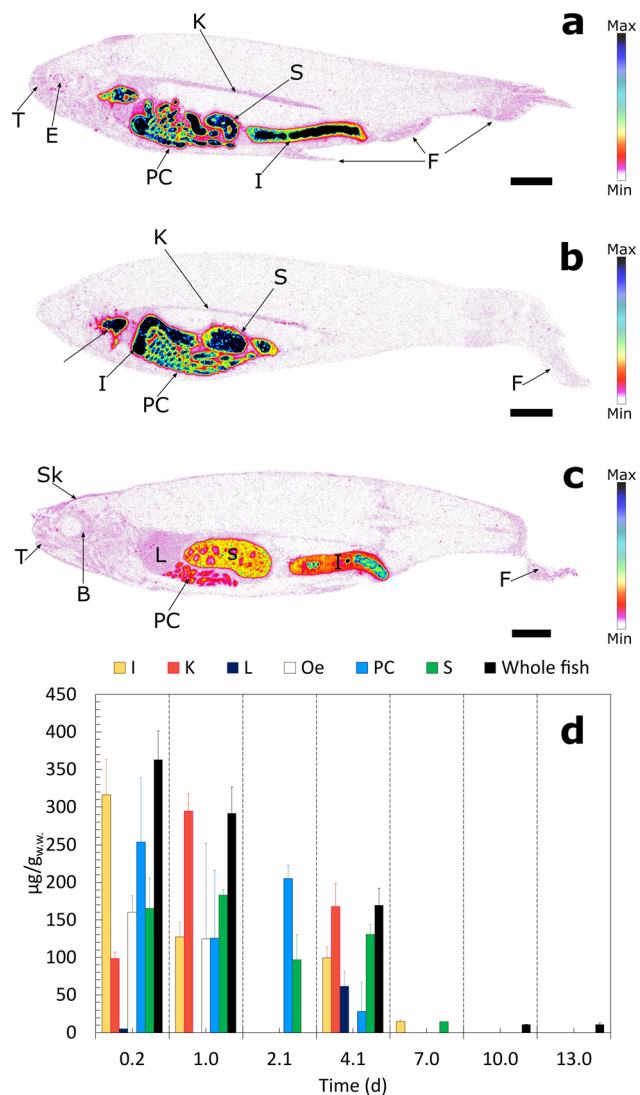 a
Max
K
S
T
E
PC
I
F
Min
b
Max
K
S
I
PC
F
Min
c
Max
Sk
T
B
L
s
I
PC
F
Min
I K L Oe PC S Whole fish
d
450
400
350
300
250
200
150
100
50
0
µg/gw.w.
0.2 1.0 2.1 4.1 7.0 10.0 13.0
Time (d)